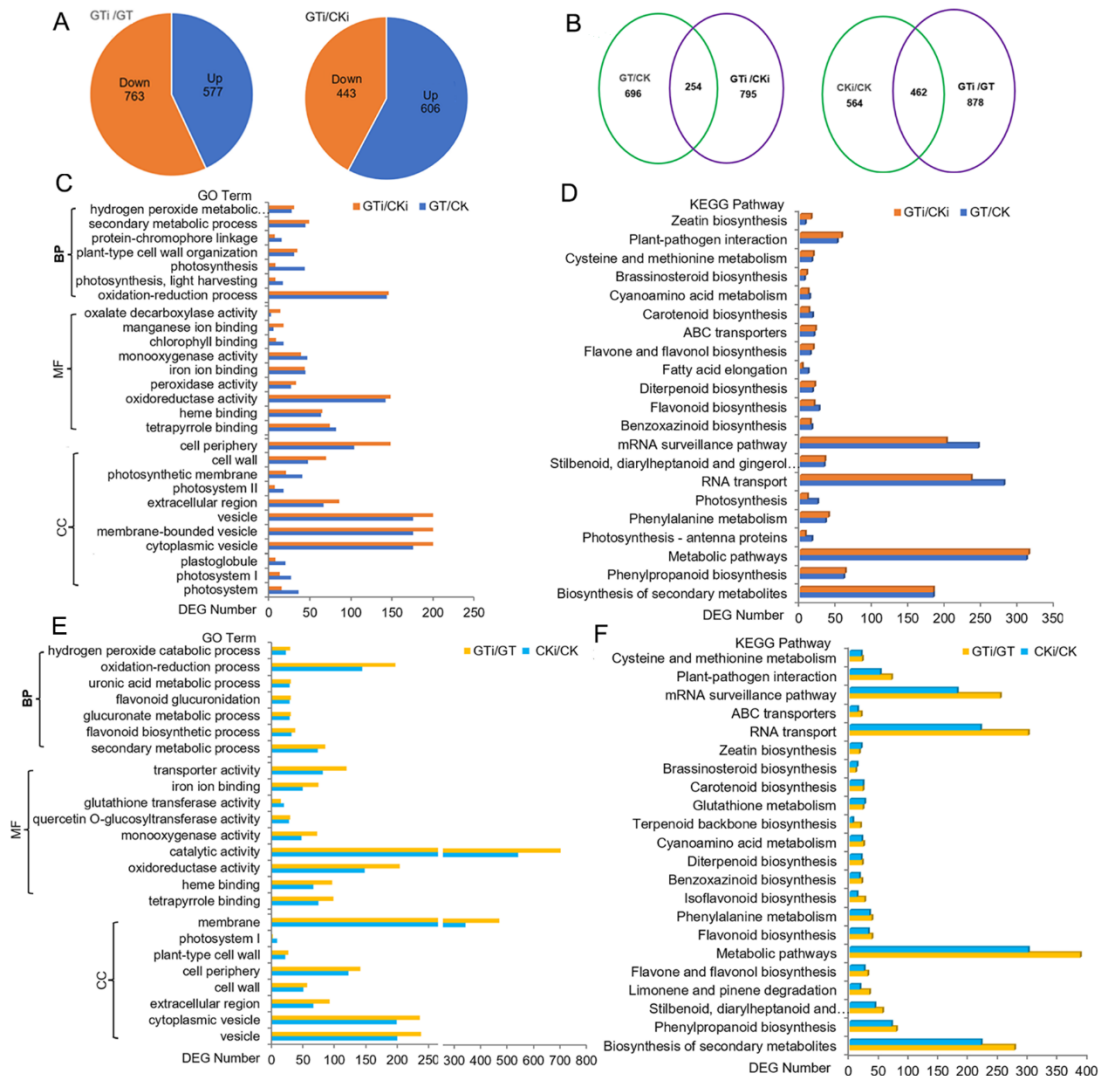 A
GTi /GT
Down
763
Up
577
GTi/CKi
Down
443
Up
606
B
GT/CK
696
254
GTi /CKi
795
CKi/CK
564
462
GTi /GT
878
C
GO Term
GTi/CKi
GT/CK
BP
hydrogen peroxide metabolic...
secondary metabolic process
protein-chromophore linkage
plant-type cell wall organization
photosynthesis
photosynthesis, light harvesting
oxidation-reduction process
MF
oxalate decarboxylase activity
manganese ion binding
chlorophyll binding
monooxygenase activity
iron ion binding
peroxidase activity
oxidoreductase activity
heme binding
tetrapyrrole binding
CC
cell periphery
cell wall
photosynthetic membrane
photosystem II
extracellular region
vesicle
membrane-bounded vesicle
cytoplasmic vesicle
plastoglobule
photosystem I
photosystem
0 50 100 150 200 250
DEG Number
D
KEGG Pathway
GTi/CKi
GT/CK
Zeatin biosynthesis
Plant-pathogen interaction
Cysteine and methionine metabolism
Brassinosteroid biosynthesis
Cyanoamino acid metabolism
Carotenoid biosynthesis
ABC transporters
Flavone and flavonol biosynthesis
Fatty acid elongation
Diterpenoid biosynthesis
Flavonoid biosynthesis
Benzoxazinoid biosynthesis
mRNA surveillance pathway
Stilbenoid, diarylheptanoid and gingerol...
RNA transport
Photosynthesis
Phenylalanine metabolism
Photosynthesis - antenna proteins
Metabolic pathways
Phenylpropanoid biosynthesis
Biosynthesis of secondary metabolites
0 50 100 150 200 250 300 350
DEG Number
E
GO Term
GTi/GT
CKi/CK
BP
hydrogen peroxide catabolic process
oxidation-reduction process
uronic acid metabolic process
flavonoid glucuronidation
glucuronate metabolic process
flavonoid biosynthetic process
secondary metabolic process
MF
transporter activity
iron ion binding
glutathione transferase activity
quercetin O-glucosyltransferase activity
monooxygenase activity
catalytic activity
oxidoreductase activity
heme binding
tetrapyrrole binding
CC
membrane
photosystem I
plant-type cell wall
cell periphery
cell wall
extracellular region
cytoplasmic vesicle
vesicle
DEG Number
0 50 100 150 200 250 300 400 500 600 700 800
F
KEGG Pathway
CKi/CK
GTi/GT
Cysteine and methionine metabolism
Plant-pathogen interaction
mRNA surveillance pathway
ABC transporters
RNA transport
Zeatin biosynthesis
Brassinosteroid biosynthesis
Carotenoid biosynthesis
Glutathione metabolism
Terpenoid backbone biosynthesis
Cyanoamino acid metabolism
Diterpenoid biosynthesis
Benzoxazinoid biosynthesis
Isoflavonoid biosynthesis
Phenylalanine metabolism
Flavonoid biosynthesis
Metabolic pathways
Flavone and flavonol biosynthesis
Limonene and pinene degradation
Stilbenoid, diarylheptanoid and...
Phenylpropanoid biosynthesis
Biosynthesis of secondary metabolites
0 50 100 150 200 250 300 350 400
DEG Number